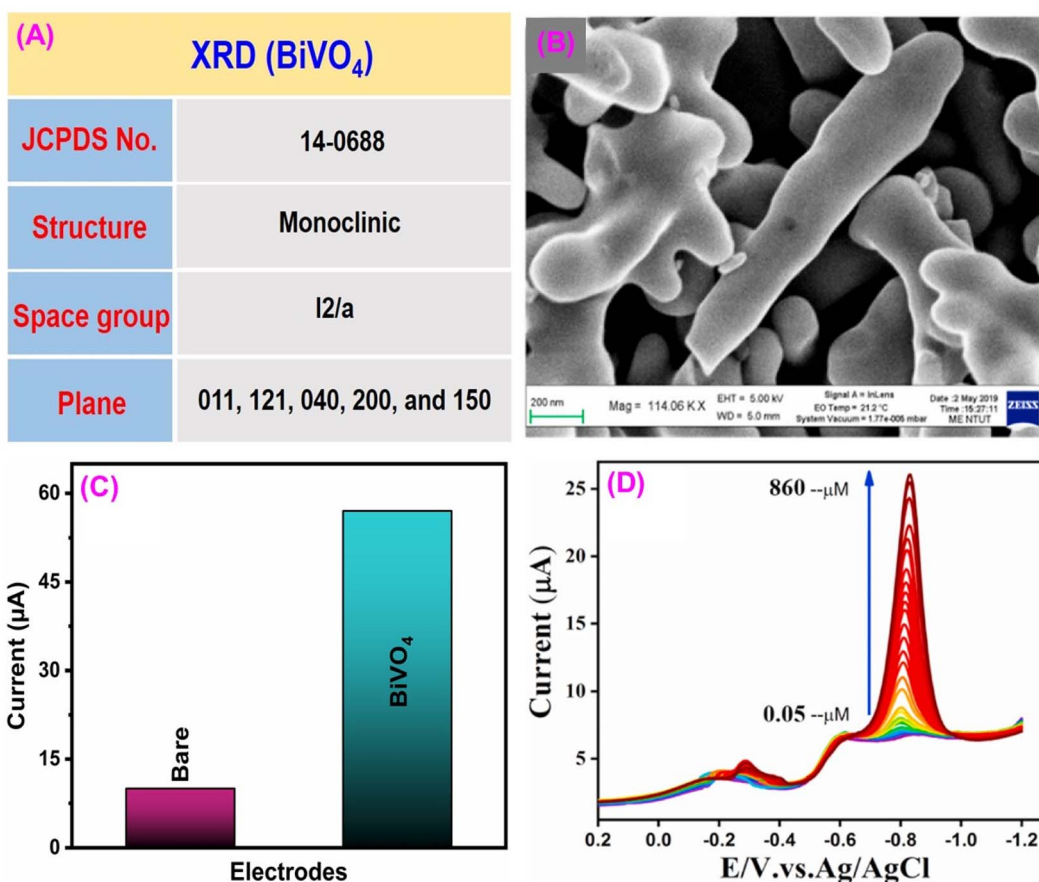 (A)
XRD (BiVO₄)
JCPDS No.
14-0688
Structure
Monoclinic
Space group
I2/a
Plane
011, 121, 040, 200, and 150
(B)
200 nm
Mag = 114.06 K X
EHT = 5.00 kV
WD = 5.0 mm
Signal A = InLens
EO Temp = 21.2 °C
System Vacuum = 1.77e-005 mbar
Date :2 May 2019
Time :15:27:11
ME NTUT
ZEISS
(C)
Current (µA)
60
45
30
15
0
Bare
BiVO₄
Electrodes
(D)
Current (µA)
25
20
15
10
5
860 --µM
0.05 --µM
0.2
0.0
-0.2
-0.4
-0.6
-0.8
-1.0
-1.2
E/V.vs.Ag/AgCl